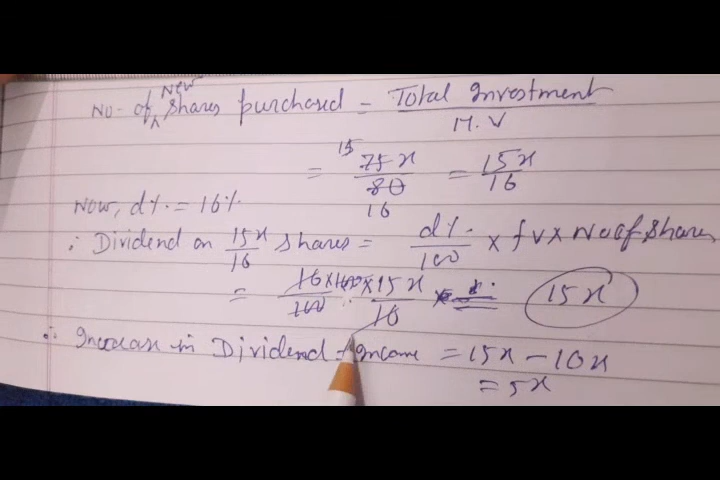 No. of New Shares purchased = Total Investment / M.V
= 75x / 80 = 15x / 16
15
16
Now, d% = 16%
∴ Dividend on 15x/16 shares = d%/100 × fv × No of Shares
= 16×100×15x / 100 16 15x
∴ Increase in Dividend Income = 15x – 10x
= 5x